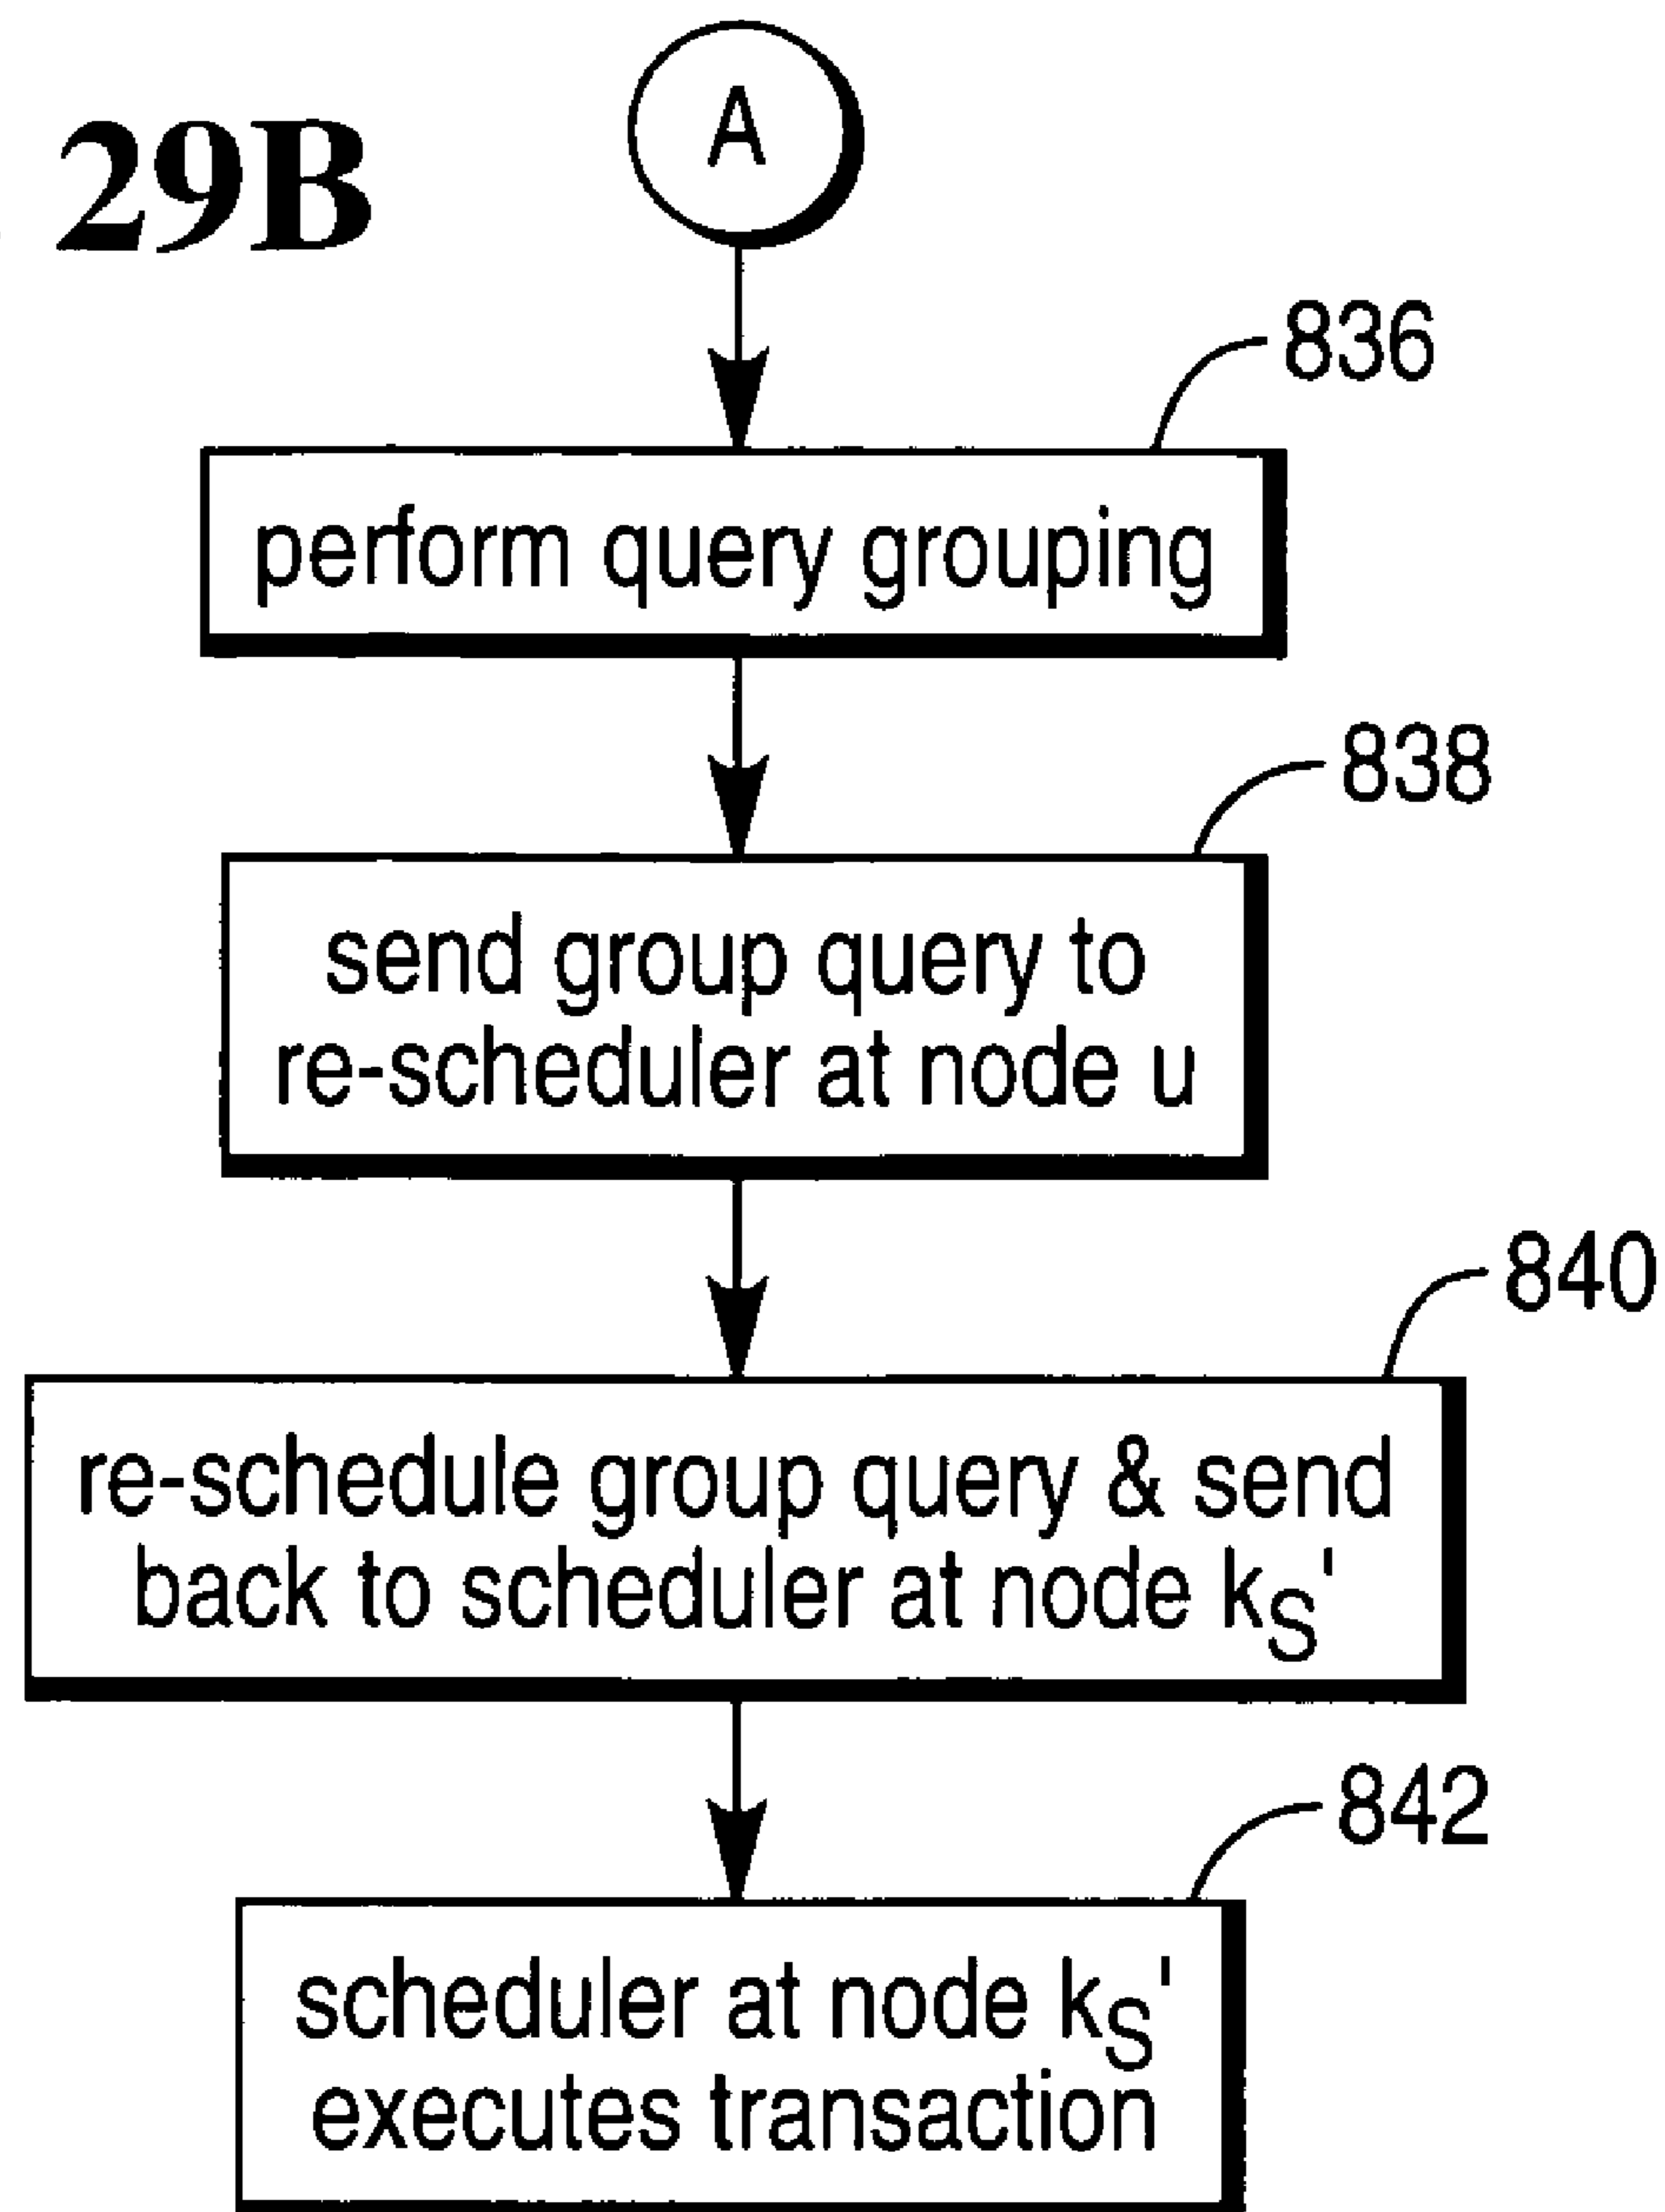 29B
A
836
perform query grouping
838
send group query to
re-scheduler at node u
840
re-schedule group query & send
back to scheduler at node kS'
842
scheduler at node kS'
executes transaction